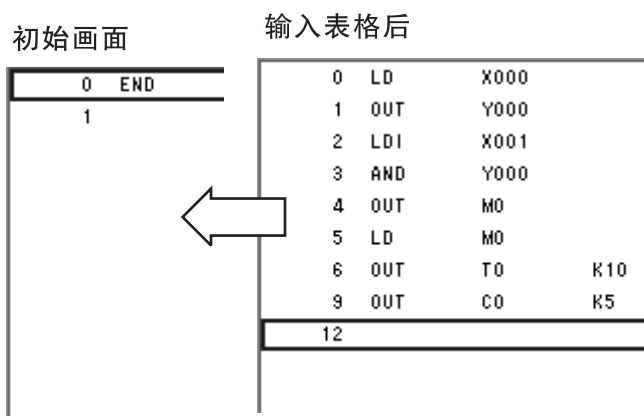 初始画面
0 END
1
输入表格后
0 LD X000
1 OUT Y000
2 LDI X001
3 AND Y000
4 OUT M0
5 LD M0
6 OUT T0 K10
9 OUT C0 K5
12